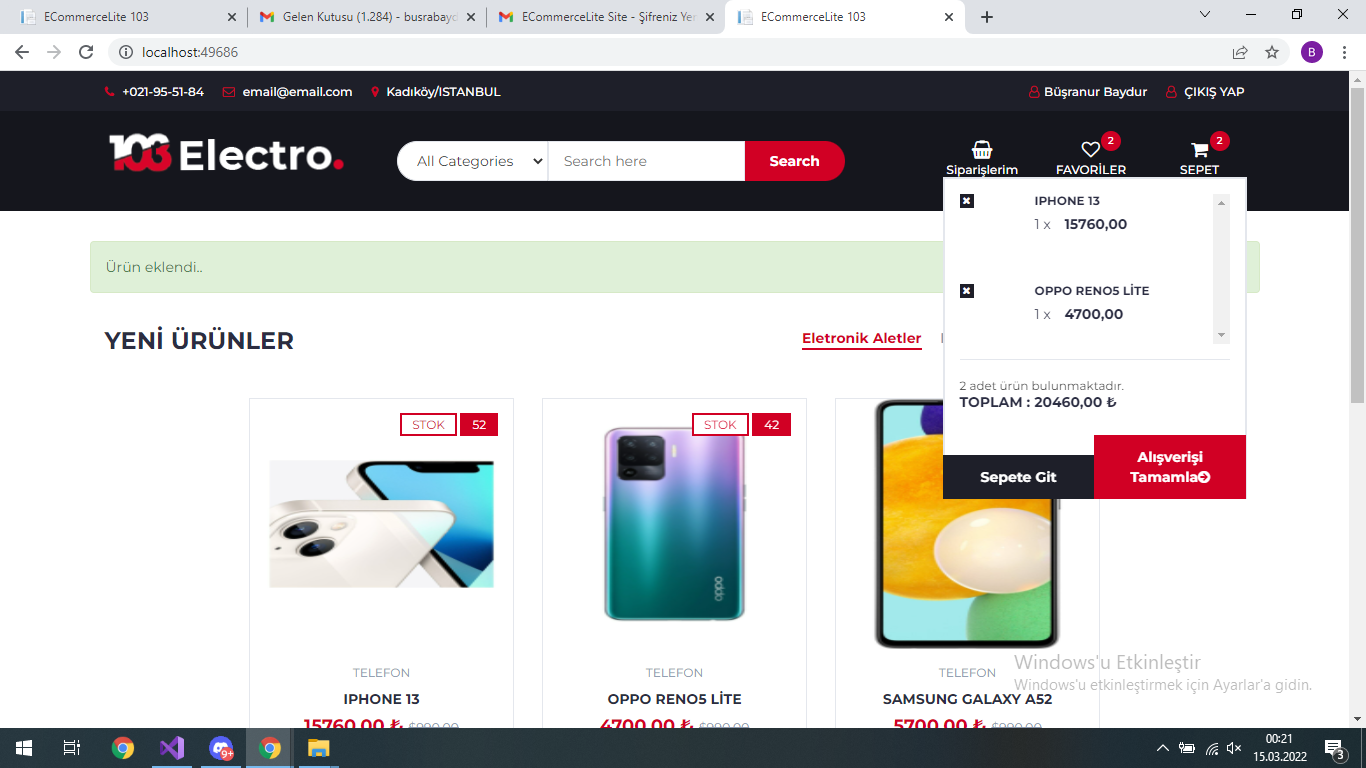 ECommerceLite 103
Gelen Kutusu (1.284) - busrabayd
ECommerceLite Site - Şifreniz Yer
ECommerceLite 103
localhost:49686
B
+021-95-51-84
email@email.com
Kadıköy/ISTANBUL
Büşranur Baydur
ÇIKIŞ YAP
103 Electro.
All Categories
Search here
Search
Siparişlerim
2
FAVORİLER
2
SEPET
IPHONE 13
1 x 15760,00
OPPO RENO5 LİTE
1 x 4700,00
2 adet ürün bulunmaktadır.
TOPLAM : 20460,00 ₺
Sepete Git
Alışverişi
Tamamla
Ürün eklendi..
YENİ ÜRÜNLER
Eletronik Aletler
STOK 52
TELEFON
IPHONE 13
15760,00 ₺ $990.00
STOK 42
oppo
TELEFON
OPPO RENO5 LİTE
4700,00 ₺ $990.00
TELEFON
SAMSUNG GALAXY A52
5700,00 ₺ $990.00
Windows'u Etkinleştir
Windows'u etkinleştirmek için Ayarlar'a gidin.
9+
00:21
15.03.2022
3